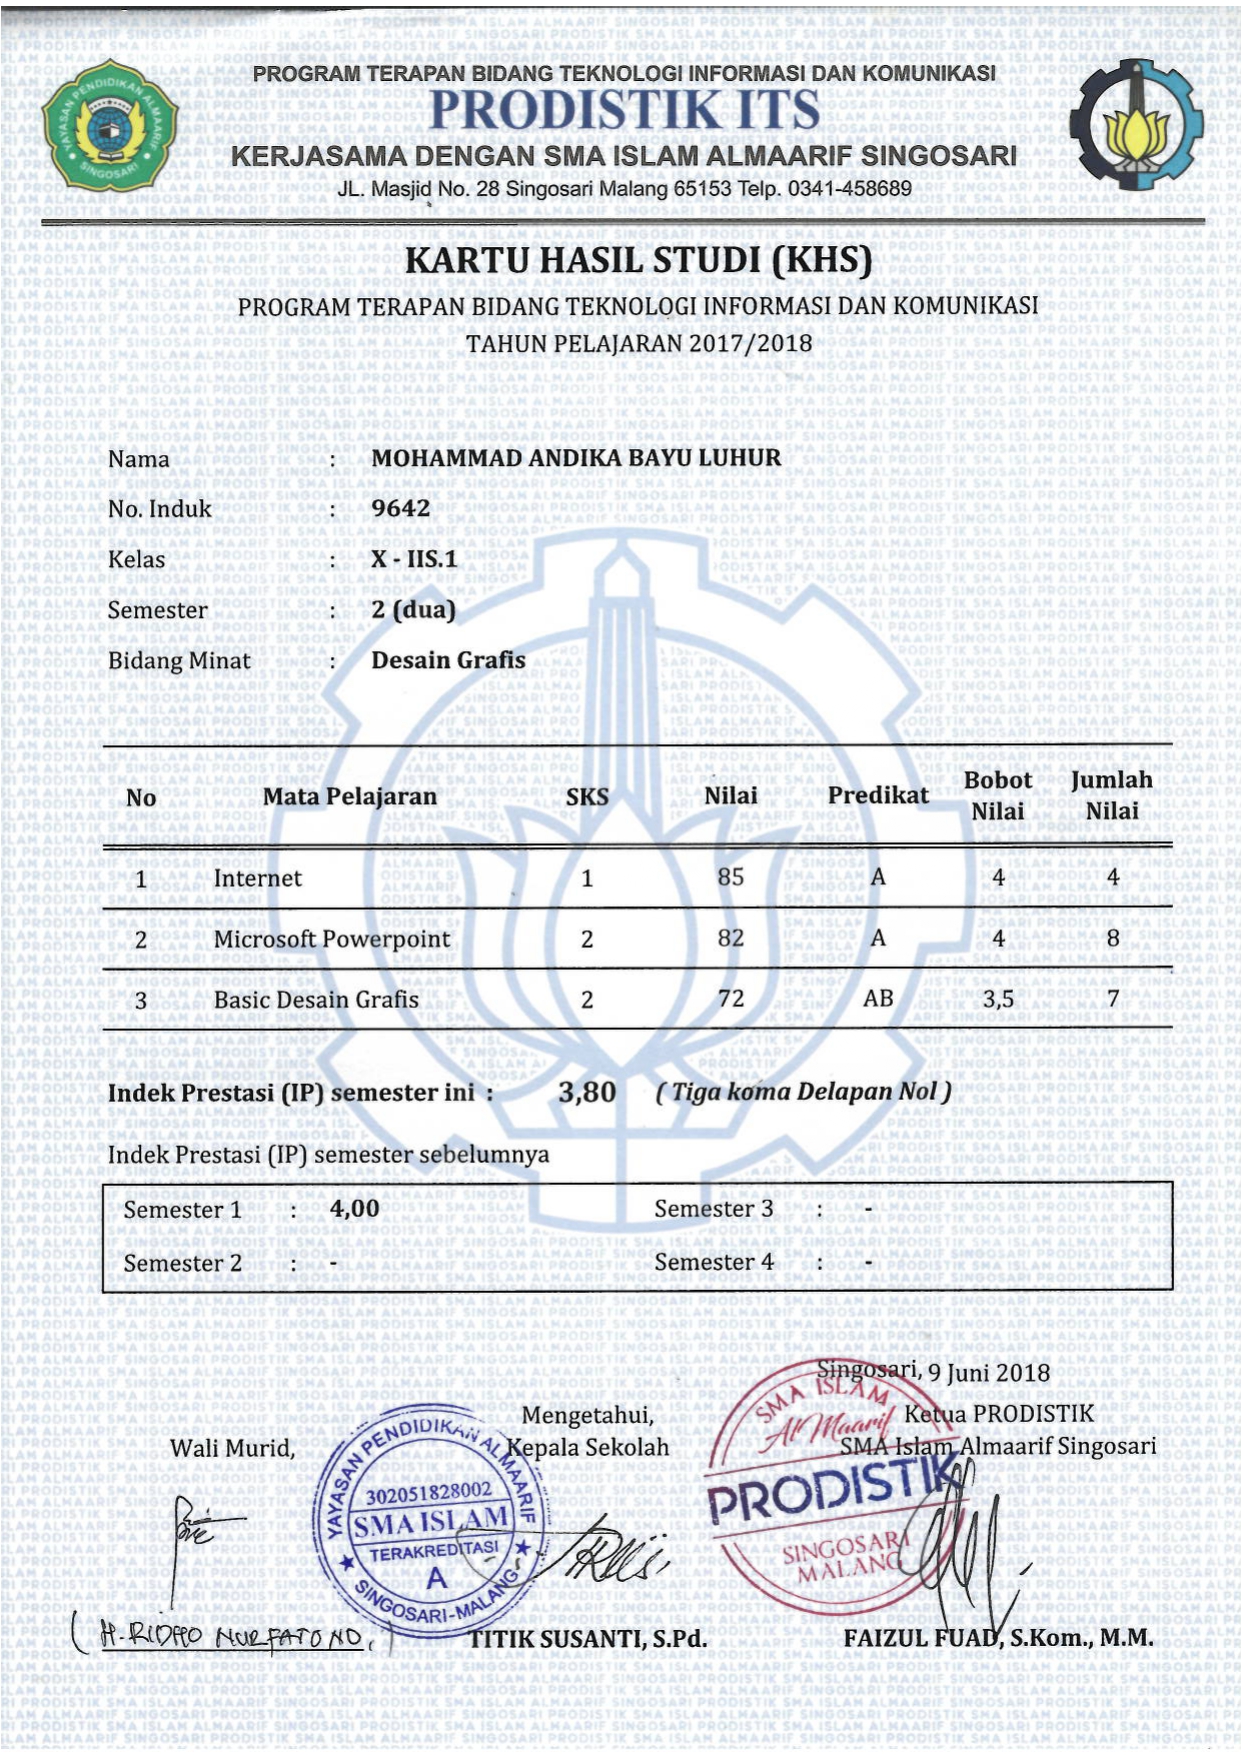 PROGRAM TERAPAN BIDANG TEKNOLOGI INFORMASI DAN KOMUNIKASI
PRODISTIK ITS
KERJASAMA DENGAN SMA ISLAM ALMAARIF SINGOSARI
JL. Masjid No. 28 Singosari Malang 65153 Telp. 0341-458689
YAYASAN PENDIDIKAN ALMAARIF
SINGOSARI
KARTU HASIL STUDI (KHS)
PROGRAM TERAPAN BIDANG TEKNOLOGI INFORMASI DAN KOMUNIKASI
TAHUN PELAJARAN 2017/2018
Nama : MOHAMMAD ANDIKA BAYU LUHUR
No. Induk : 9642
Kelas : X - IIS.1
Semester : 2 (dua)
Bidang Minat : Desain Grafis
No Mata Pelajaran SKS Nilai Predikat Bobot Nilai Jumlah Nilai
1 Internet 1 85 A 4 4
2 Microsoft Powerpoint 2 82 A 4 8
3 Basic Desain Grafis 2 72 AB 3,5 7
Indek Prestasi (IP) semester ini : 3,80 ( Tiga koma Delapan Nol )
Indek Prestasi (IP) semester sebelumnya
Semester 1 : 4,00 Semester 3 : -
Semester 2 : - Semester 4 : -
Singosari, 9 Juni 2018
Mengetahui, Ketua PRODISTIK
Wali Murid, Kepala Sekolah SMA Islam Almaarif Singosari
YAYASAN PENDIDIKAN ALMAARIF
302051828002
SMA ISLAM
TERAKREDITASI
A
SINGOSARI-MALANG
SMA ISLAM
Al Maarif
PRODISTIK
SINGOSARI
MALANG
TITIK SUSANTI, S.Pd. FAIZUL FUAD, S.Kom., M.M.